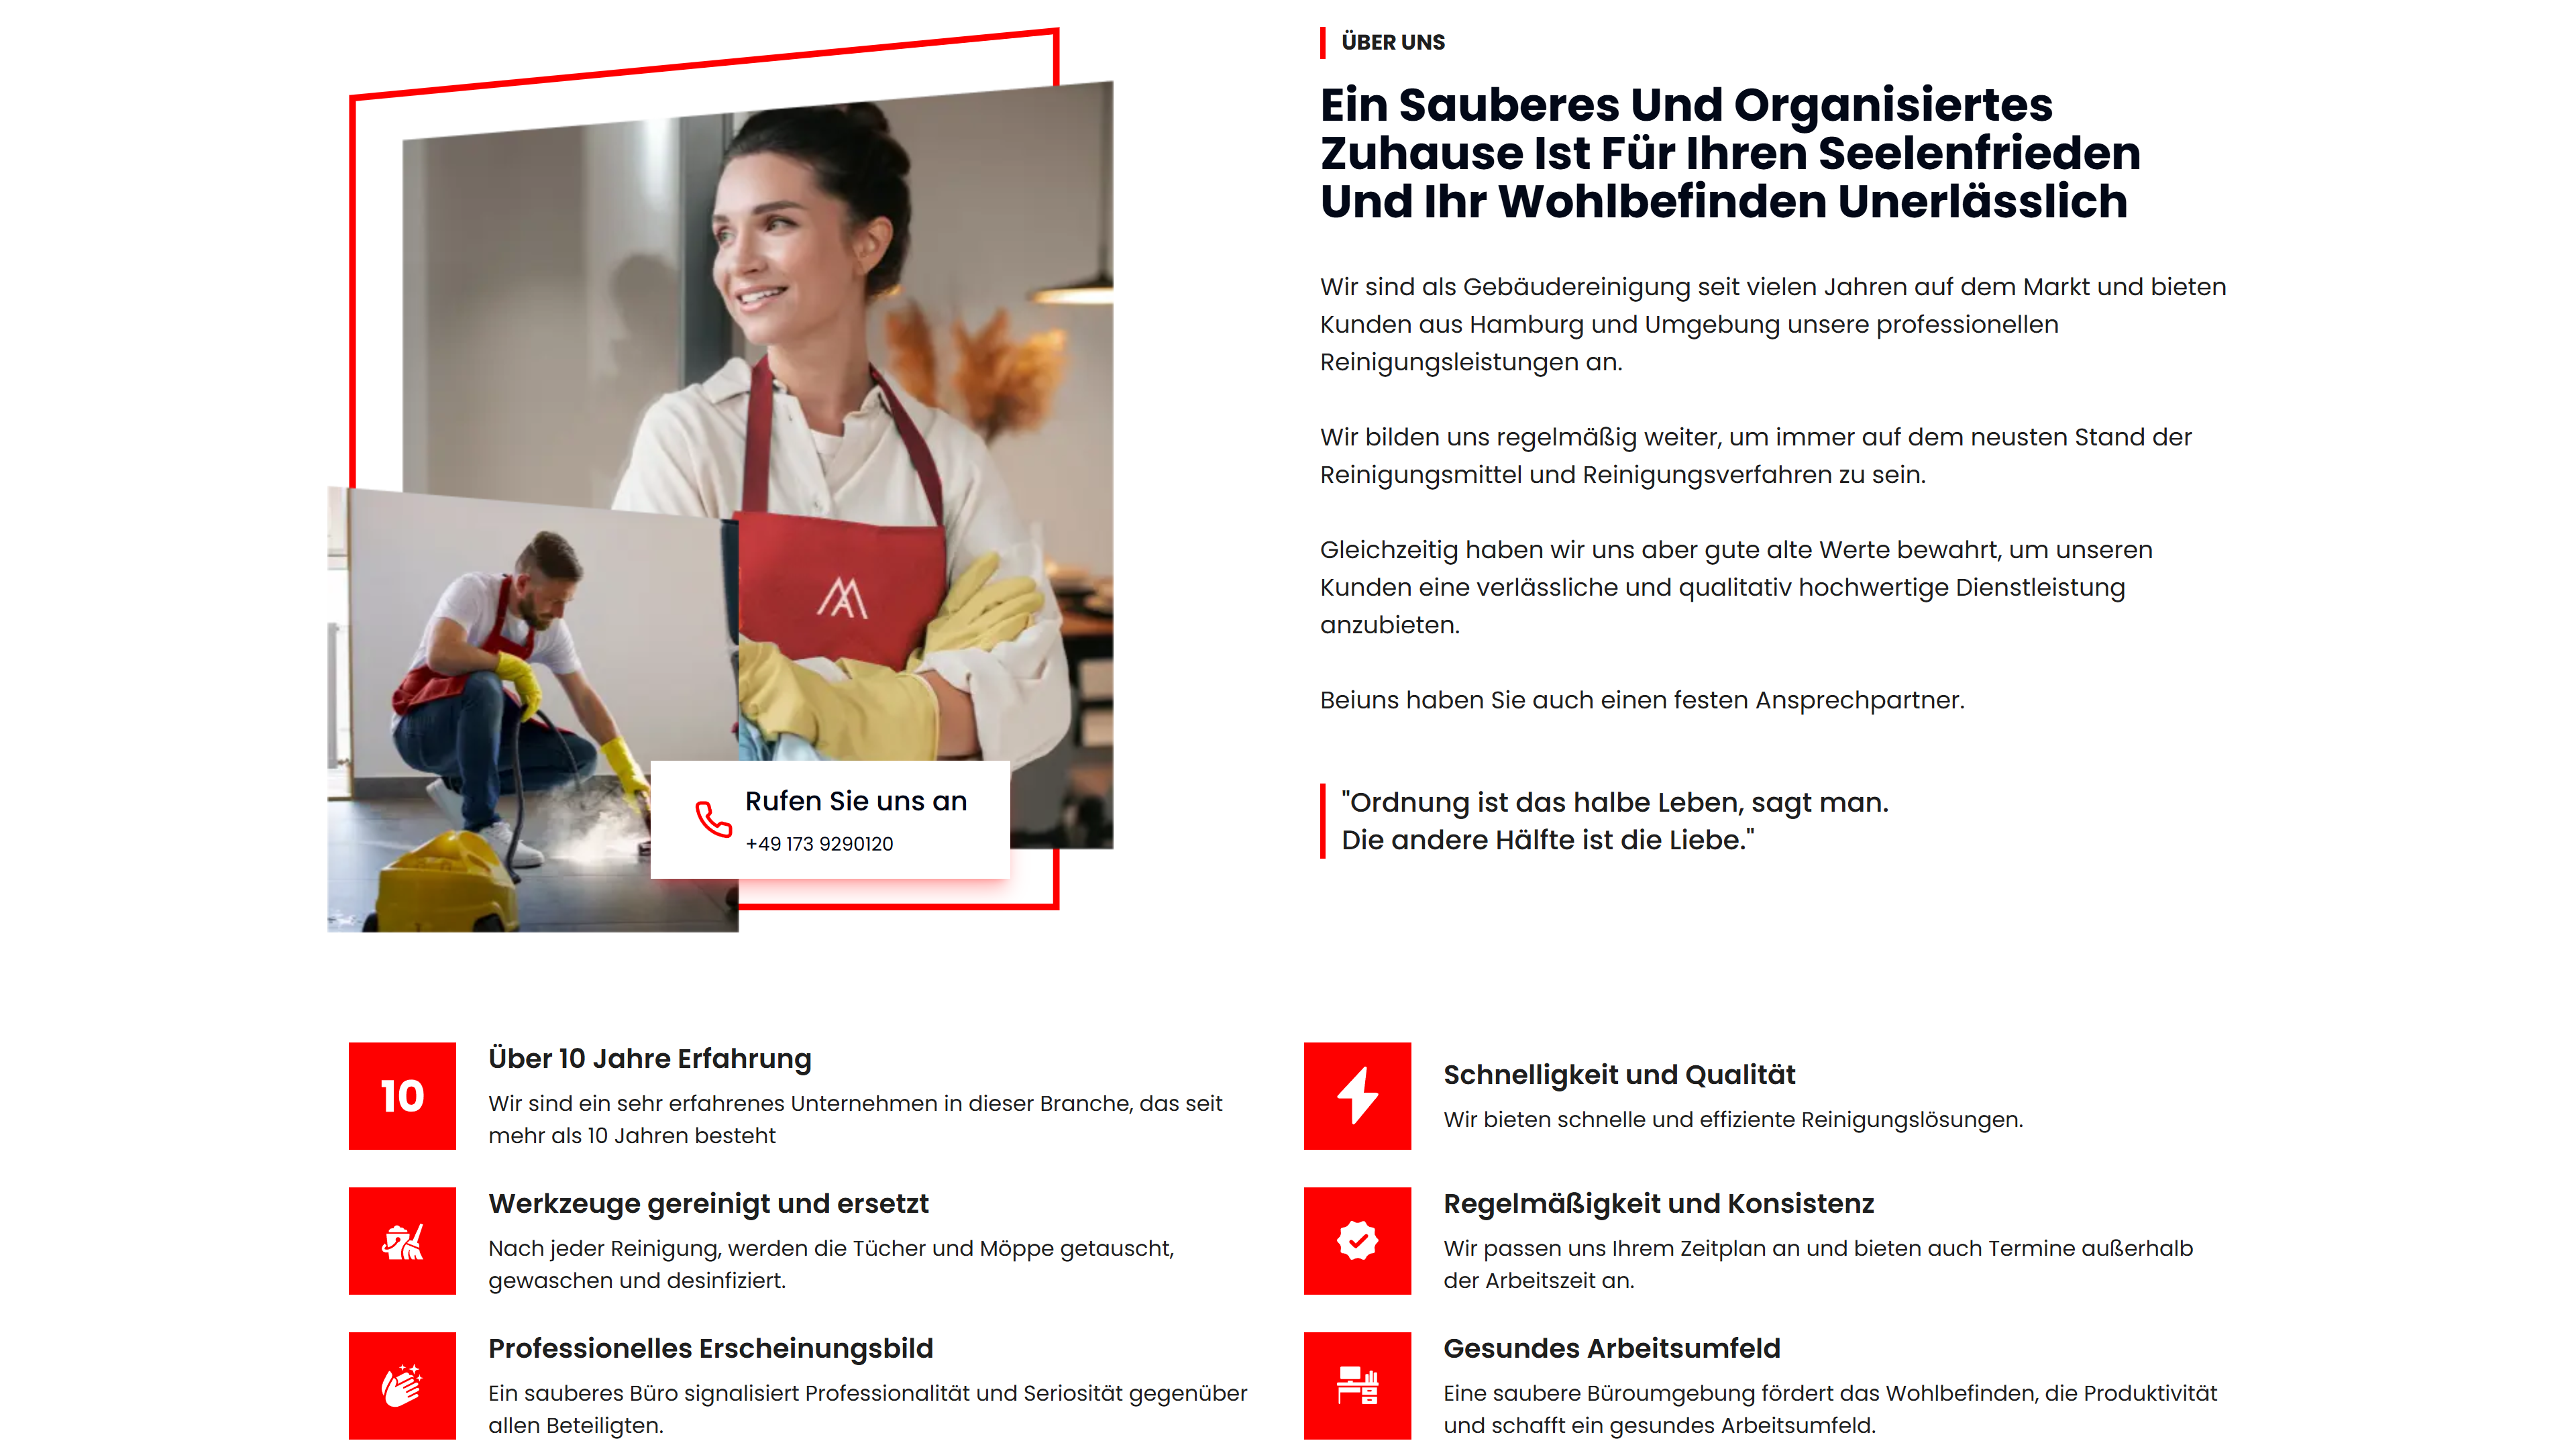 ÜBER UNS
Ein Sauberes Und Organisiertes
Zuhause Ist Für Ihren Seelenfrieden
Und Ihr Wohlbefinden Unerlässlich
Wir sind als Gebäudereinigung seit vielen Jahren auf dem Markt und bieten
Kunden aus Hamburg und Umgebung unsere professionellen
Reinigungsleistungen an.
Wir bilden uns regelmäßig weiter, um immer auf dem neusten Stand der
Reinigungsmittel und Reinigungsverfahren zu sein.
Gleichzeitig haben wir uns aber gute alte Werte bewahrt, um unseren
Kunden eine verlässliche und qualitativ hochwertige Dienstleistung
anzubieten.
Beiuns haben Sie auch einen festen Ansprechpartner.
"Ordnung ist das halbe Leben, sagt man.
Die andere Hälfte ist die Liebe."
Rufen Sie uns an
+49 173 9290120
10
Über 10 Jahre Erfahrung
Wir sind ein sehr erfahrenes Unternehmen in dieser Branche, das seit
mehr als 10 Jahren besteht
Schnelligkeit und Qualität
Wir bieten schnelle und effiziente Reinigungslösungen.
Werkzeuge gereinigt und ersetzt
Nach jeder Reinigung, werden die Tücher und Möppe getauscht,
gewaschen und desinfiziert.
Regelmäßigkeit und Konsistenz
Wir passen uns Ihrem Zeitplan an und bieten auch Termine außerhalb
der Arbeitszeit an.
Professionelles Erscheinungsbild
Ein sauberes Büro signalisiert Professionalität und Seriosität gegenüber
allen Beteiligten.
Gesundes Arbeitsumfeld
Eine saubere Büroumgebung fördert das Wohlbefinden, die Produktivität
und schafft ein gesundes Arbeitsumfeld.